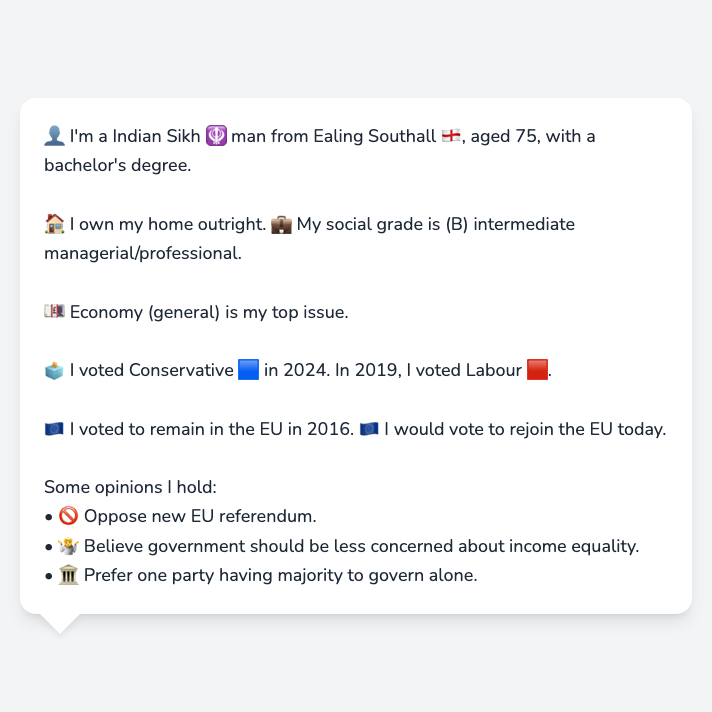 👤 I'm a Indian Sikh 🪯 man from Ealing Southall 🏴󠁧󠁢󠁥󠁮󠁧󠁿, aged 75, with a
bachelor's degree.
🏠 I own my home outright. 💼 My social grade is (B) intermediate
managerial/professional.
💷 Economy (general) is my top issue.
🗳️ I voted Conservative 🟦 in 2024. In 2019, I voted Labour 🟥.
🇪🇺 I voted to remain in the EU in 2016. 🇪🇺 I would vote to rejoin the EU today.
Some opinions I hold:
• 🚫 Oppose new EU referendum.
• 🤷 Believe government should be less concerned about income equality.
• 🏛️ Prefer one party having majority to govern alone.